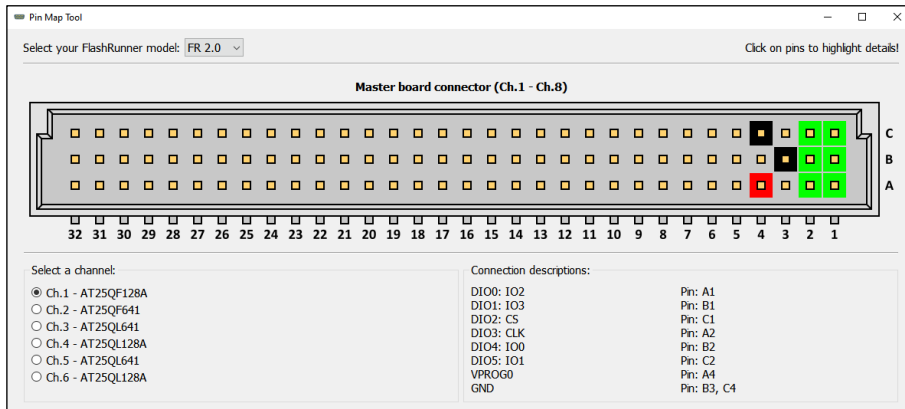 Pin Map Tool
Select your FlashRunner model: FR 2.0 Click on pins to highlight details!
Master board connector (Ch.1 - Ch.8)
C
B
A
32 31 30 29 28 27 26 25 24 23 22 21 20 19 18 17 16 15 14 13 12 11 10 9 8 7 6 5 4 3 2 1
Select a channel:
Ch.1 - AT25QF128A
Ch.2 - AT25QF641
Ch.3 - AT25QL641
Ch.4 - AT25QL128A
Ch.5 - AT25QL641
Ch.6 - AT25QL128A
Connection descriptions:
DIO0: IO2 Pin: A1
DIO1: IO3 Pin: B1
DIO2: CS Pin: C1
DIO3: CLK Pin: A2
DIO4: IO0 Pin: B2
DIO5: IO1 Pin: C2
VPROG0 Pin: A4
GND Pin: B3, C4